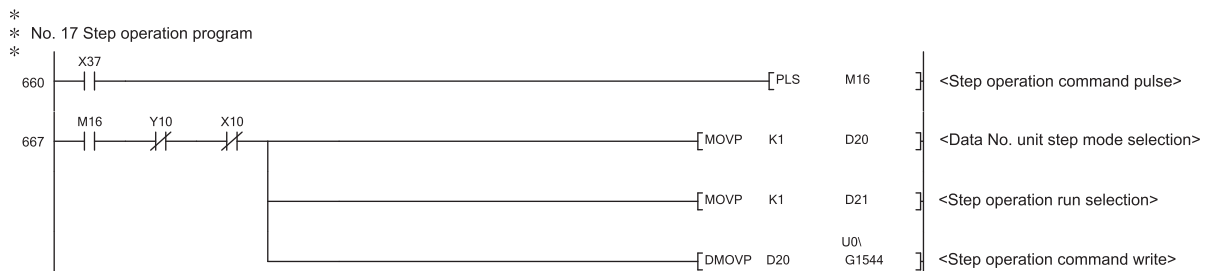 *
* No. 17 Step operation program
*
X37
660 [PLS M16 ] <Step operation command pulse>
M16 Y10 X10
667 [MOVP K1 D20 ] <Data No. unit step mode selection>
[MOVP K1 D21 ] <Step operation run selection>
U0\
[DMOVP D20 G1544 ] <Step operation command write>